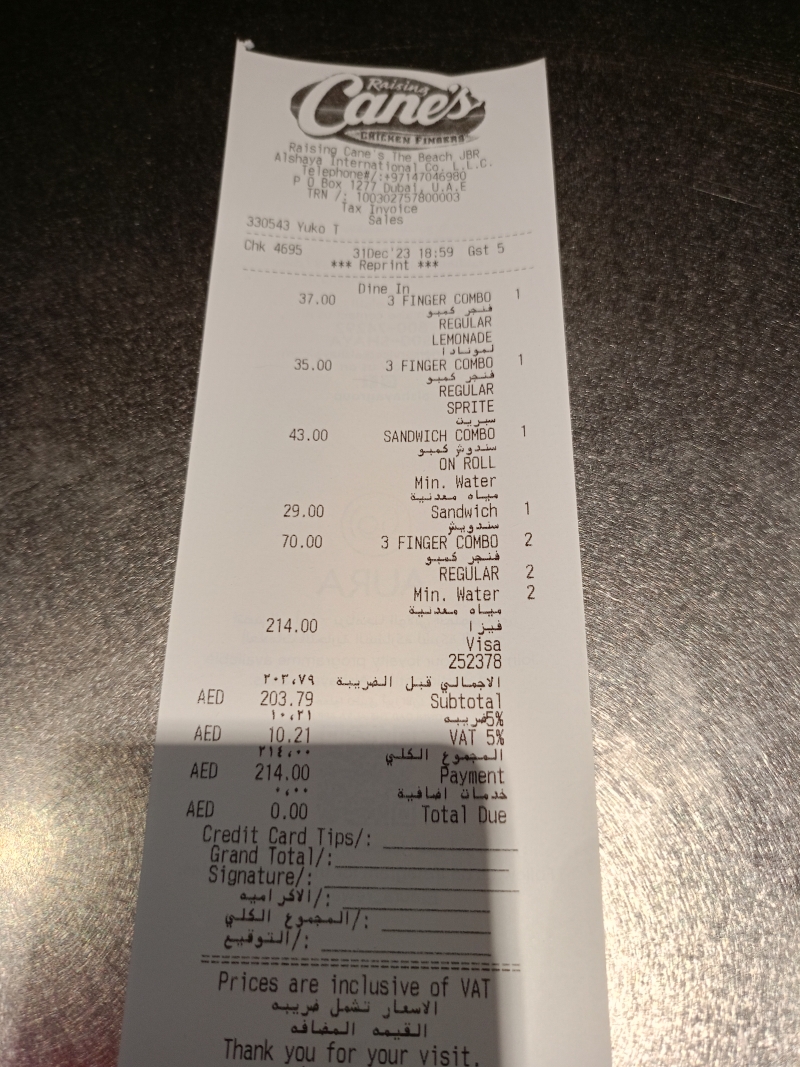 Raising
Cane's
CHICKEN FINGERS
Raising Cane's The Beach JBR
Alshaya International Co. L.L.C.
Telephone#/:+97147046980
P O Box 1277 Dubai, U.A.E
TRN /: 100302757800003
Tax Invoice
Sales
330543 Yuko T
Chk 4695 31Dec'23 18:59 Gst 5
*** Reprint ***
Dine In
37.00 3 FINGER COMBO 1
فنجر كمبو
REGULAR
LEMONADE
لمونادا
35.00 3 FINGER COMBO 1
فنجر كمبو
REGULAR
SPRITE
سبريت
43.00 SANDWICH COMBO 1
سندوش كمبو
ON ROLL
Min. Water
مياه معدنية
29.00 Sandwich 1
سندويش
70.00 3 FINGER COMBO 2
فنجر كمبو
REGULAR 2
Min. Water 2
مياه معدنية
214.00 فيزا
Visa
252378
الاجمالي قبل الضريبة ٢٠٣،٧٩
AED 203.79 Subtotal
5%ضريبه ١٠،٢١
AED 10.21 VAT 5%
المجموع الكلي ٢١٤،٠٠
AED 214.00 Payment
خدمات اضافية ٠،٠٠
AED 0.00 Total Due
Credit Card Tips/:
Grand Total/:
Signature/:
الاكراميه/:
المجموع الكلي/:
التوقيع/:
Prices are inclusive of VAT
الاسعار تشمل ضريبه
القيمه المضافه
Thank you for your visit.